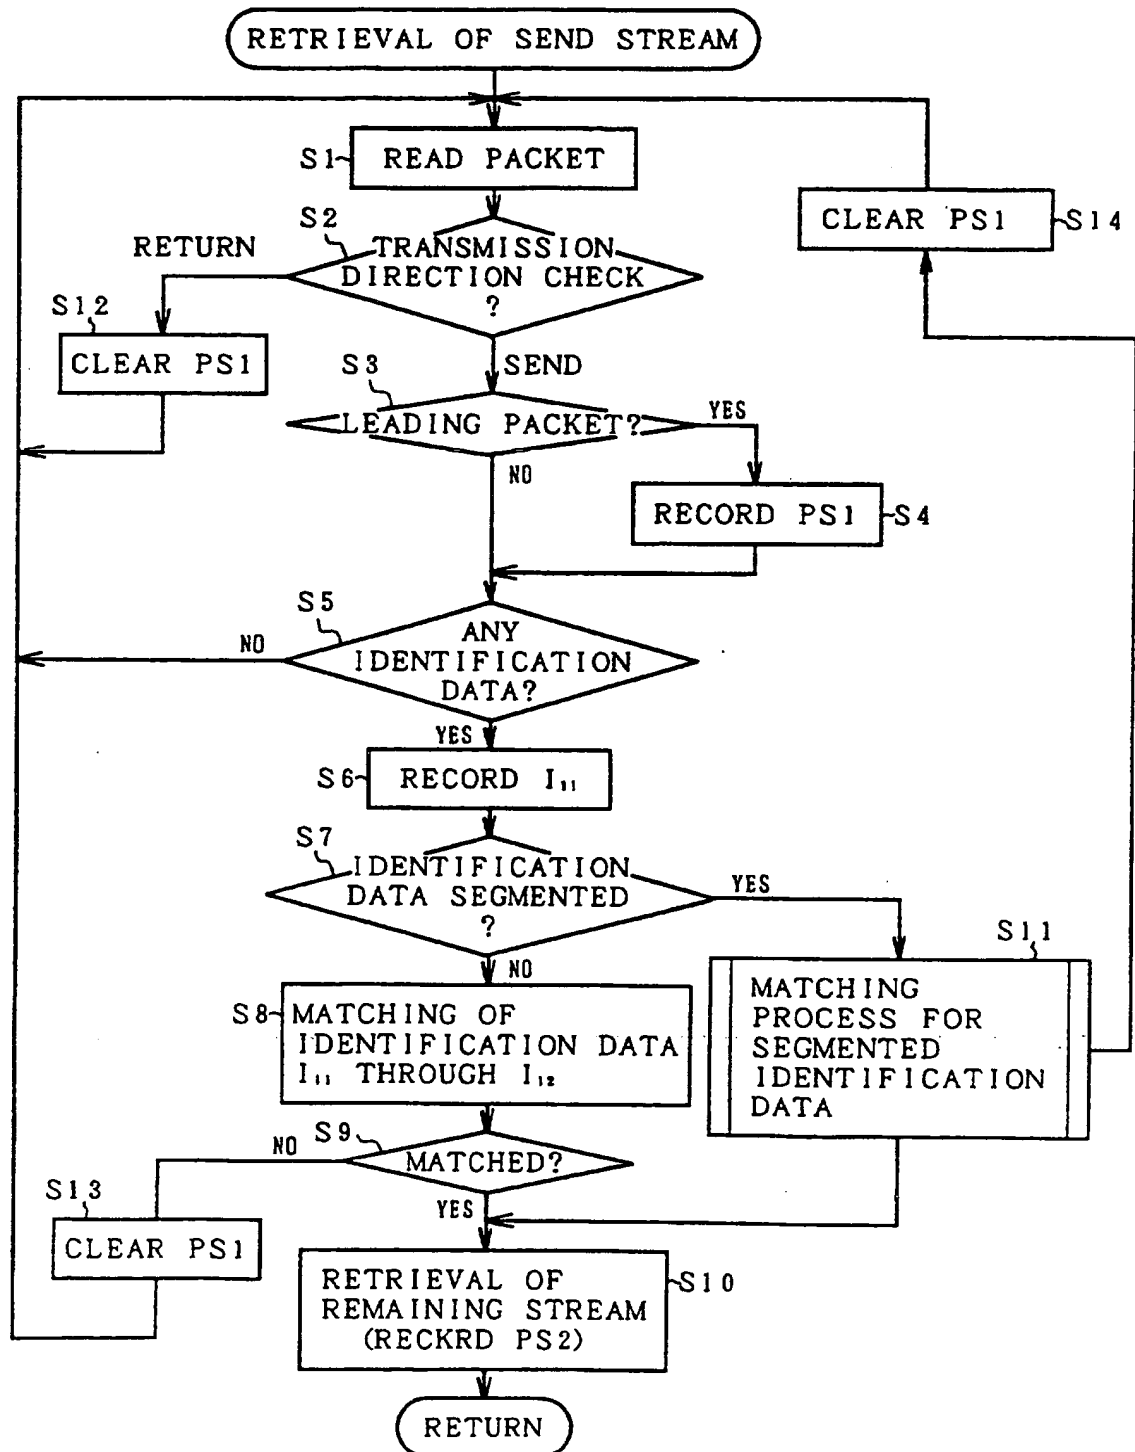 RETRIEVAL OF SEND STREAM
S1
READ PACKET
CLEAR PS1
S14
S2
RETURN
TRANSMISSION
DIRECTION CHECK
?
S12
CLEAR PS1
SEND
S3
LEADING PACKET?
YES
NO
RECORD PS1
S4
S5
NO
ANY
IDENTIFICATION
DATA?
YES
S6
RECORD I₁₁
S7
IDENTIFICATION
DATA SEGMENTED
?
YES
NO
S11
MATCHING
PROCESS FOR
SEGMENTED
IDENTIFICATION
DATA
S8
MATCHING OF
IDENTIFICATION DATA
I₁₁ THROUGH I₁₂
S9
NO
MATCHED?
YES
S13
CLEAR PS1
RETRIEVAL OF
REMAINING STREAM
(RECKRD PS2)
S10
RETURN